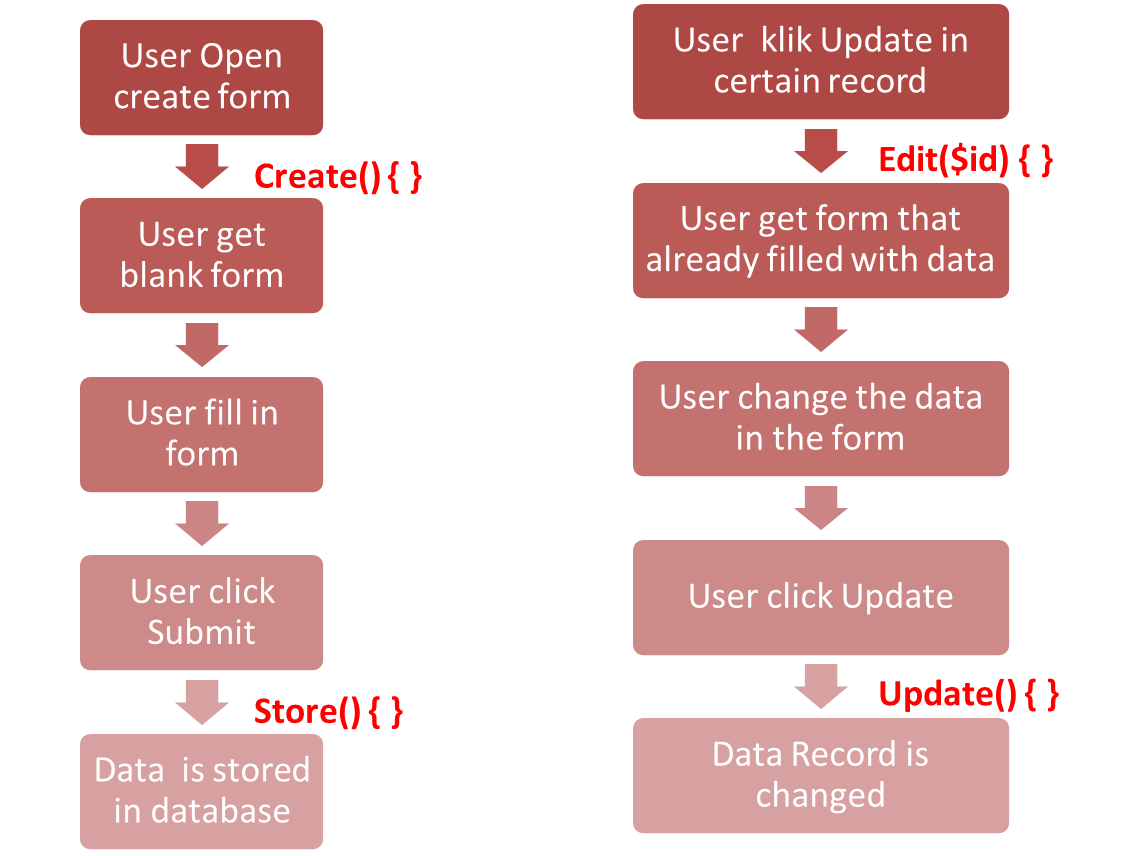 User Open
create form
Create() { }
User get
blank form
User fill in
form
User click
Submit
Store() { }
Data  is stored
in database
User  klik Update in
certain record
Edit($id) { }
User get form that
already filled with data
User change the data
in the form
User click Update
Update() { }
Data Record is
changed